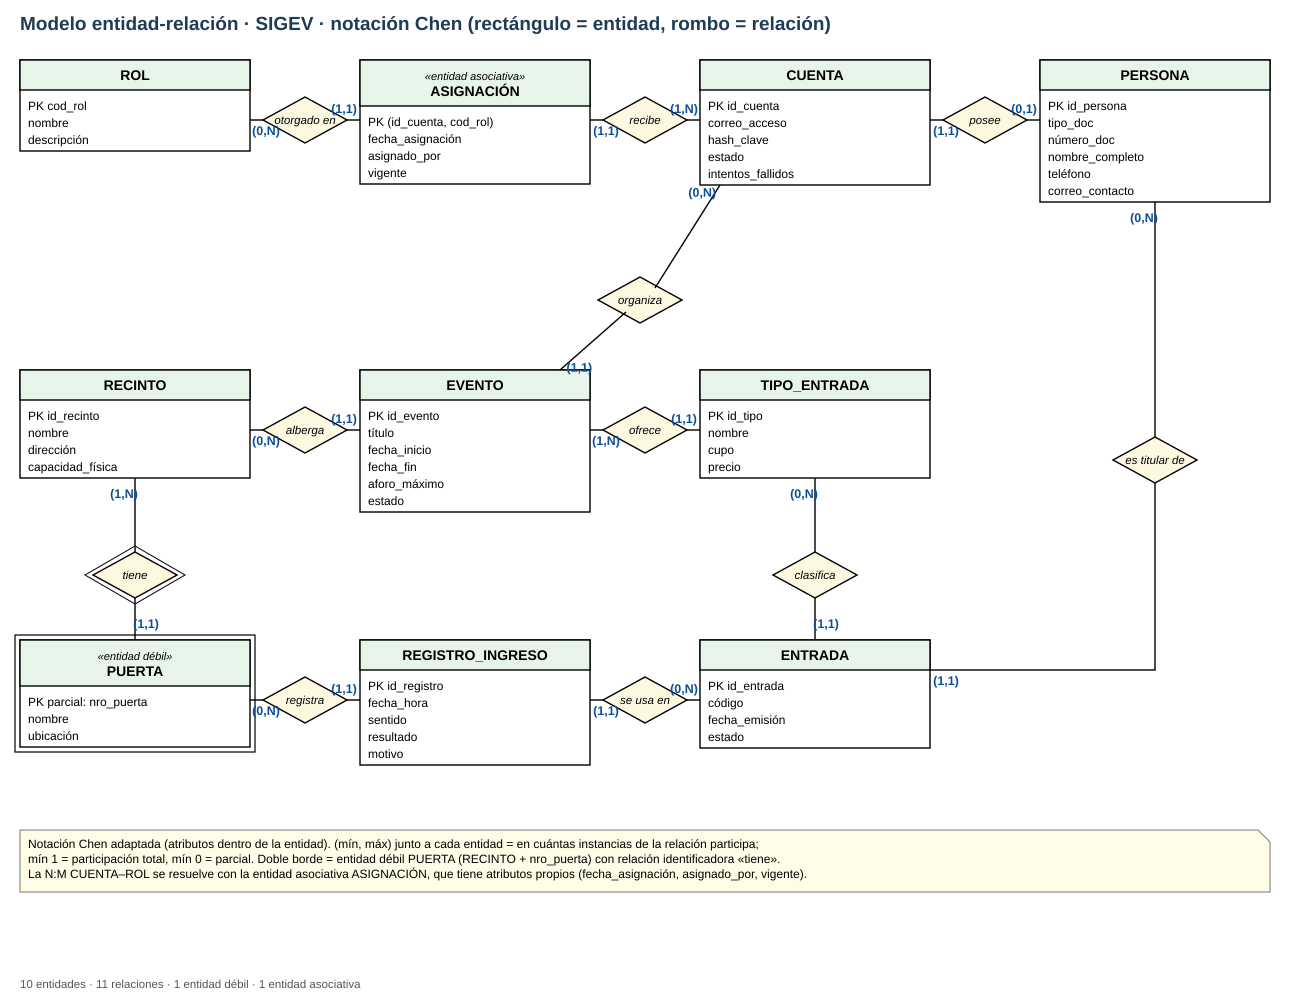 Modelo entidad-relación · SIGEV · notación Chen (rectángulo = entidad, rombo = relación)
ROL
PK cod_rol
nombre
descripción
(0,N)
otorgado en
(1,1)
«entidad asociativa»
ASIGNACIÓN
PK (id_cuenta, cod_rol)
fecha_asignación
asignado_por
vigente
(1,1)
recibe
(1,N)
CUENTA
PK id_cuenta
correo_acceso
hash_clave
estado
intentos_fallidos
(1,1)
posee
(0,1)
PERSONA
PK id_persona
tipo_doc
número_doc
nombre_completo
teléfono
correo_contacto
(0,N)
(0,N)
organiza
(1,1)
RECINTO
PK id_recinto
nombre
dirección
capacidad_física
(0,N)
alberga
(1,1)
EVENTO
PK id_evento
título
fecha_inicio
fecha_fin
aforo_máximo
estado
(1,N)
ofrece
(1,1)
TIPO_ENTRADA
PK id_tipo
nombre
cupo
precio
es titular de
(1,N)
tiene
(1,1)
(0,N)
clasifica
(1,1)
«entidad débil»
PUERTA
PK parcial: nro_puerta
nombre
ubicación
(0,N)
registra
(1,1)
REGISTRO_INGRESO
PK id_registro
fecha_hora
sentido
resultado
motivo
(1,1)
se usa en
(0,N)
ENTRADA
PK id_entrada
código
fecha_emisión
estado
(1,1)
Notación Chen adaptada (atributos dentro de la entidad). (mín, máx) junto a cada entidad = en cuántas instancias de la relación participa;
mín 1 = participación total, mín 0 = parcial. Doble borde = entidad débil PUERTA (RECINTO + nro_puerta) con relación identificadora «tiene».
La N:M CUENTA–ROL se resuelve con la entidad asociativa ASIGNACIÓN, que tiene atributos propios (fecha_asignación, asignado_por, vigente).
10 entidades · 11 relaciones · 1 entidad débil · 1 entidad asociativa